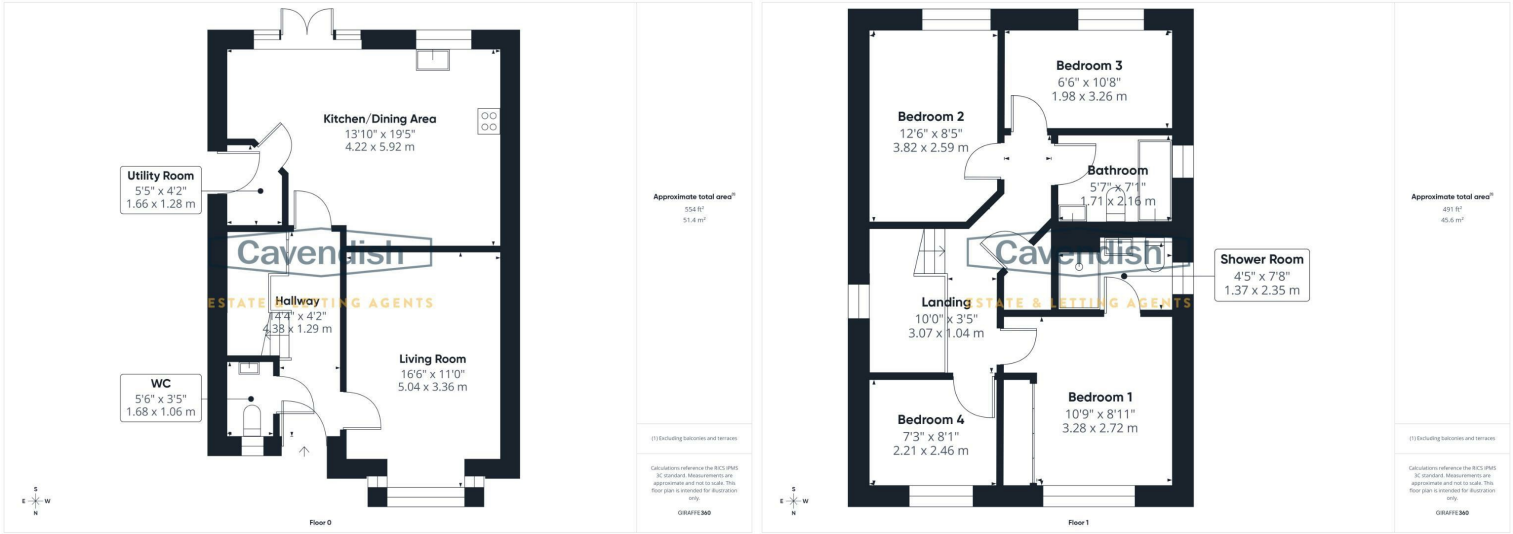 Kitchen/Dining Area
13'10" x 19'5"
4.22 x 5.92 m
Utility Room
5'5" x 4'2"
1.66 x 1.28 m
Cavendish
ESTATE & LETTING AGENTS
Hallway
14'4" x 4'2"
4.38 x 1.29 m
Living Room
16'6" x 11'0"
5.04 x 3.36 m
WC
5'6" x 3'5"
1.68 x 1.06 m
S
E W
N
Floor 0
Approximate total area(1)
554 ft²
51.4 m²
(1) Excluding balconies and terraces
Calculations reference the RICS IPMS
3C standard. Measurements are
approximate and not to scale. This
floor plan is intended for illustration
only.
GIRAFFE360
Bedroom 3
6'6" x 10'8"
1.98 x 3.26 m
Bedroom 2
12'6" x 8'5"
3.82 x 2.59 m
Bathroom
5'7" x 7'1"
1.71 x 2.16 m
Cavendish
ESTATE & LETTING AGENTS
Shower Room
4'5" x 7'8"
1.37 x 2.35 m
Landing
10'0" x 3'5"
3.07 x 1.04 m
Bedroom 1
10'9" x 8'11"
3.28 x 2.72 m
Bedroom 4
7'3" x 8'1"
2.21 x 2.46 m
S
E W
N
Floor 1
Approximate total area(1)
491 ft²
45.6 m²
(1) Excluding balconies and terraces
Calculations reference the RICS IPMS
3C standard. Measurements are
approximate and not to scale. This
floor plan is intended for illustration
only.
GIRAFFE360